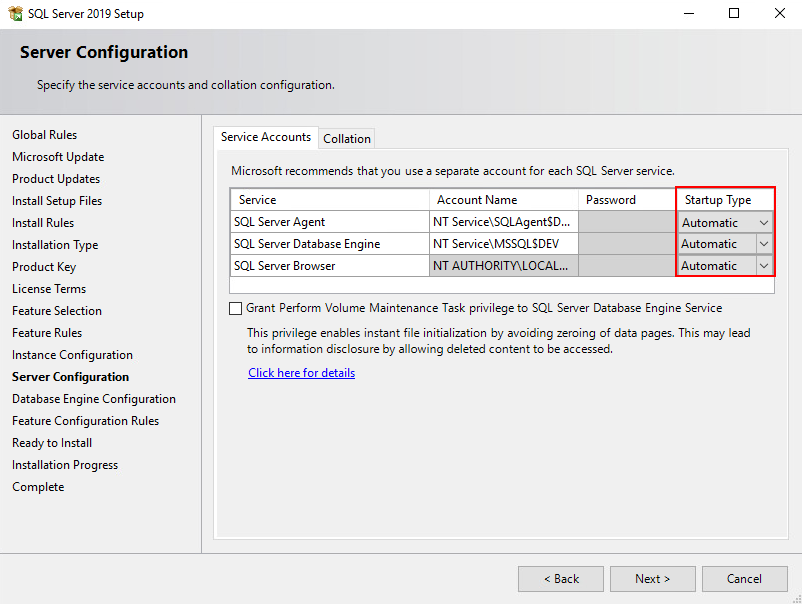 SQL Server 2019 Setup
Server Configuration
Specify the service accounts and collation configuration.
Global Rules
Microsoft Update
Product Updates
Install Setup Files
Install Rules
Installation Type
Product Key
License Terms
Feature Selection
Feature Rules
Instance Configuration
Server Configuration
Database Engine Configuration
Feature Configuration Rules
Ready to Install
Installation Progress
Complete
Service Accounts Collation
Microsoft recommends that you use a separate account for each SQL Server service.
Service Account Name Password Startup Type
SQL Server Agent NT Service\SQLAgent$D... Automatic
SQL Server Database Engine NT Service\MSSQL$DEV Automatic
SQL Server Browser NT AUTHORITY\LOCAL... Automatic
Grant Perform Volume Maintenance Task privilege to SQL Server Database Engine Service
This privilege enables instant file initialization by avoiding zeroing of data pages. This may lead
to information disclosure by allowing deleted content to be accessed.
Click here for details
< Back Next > Cancel